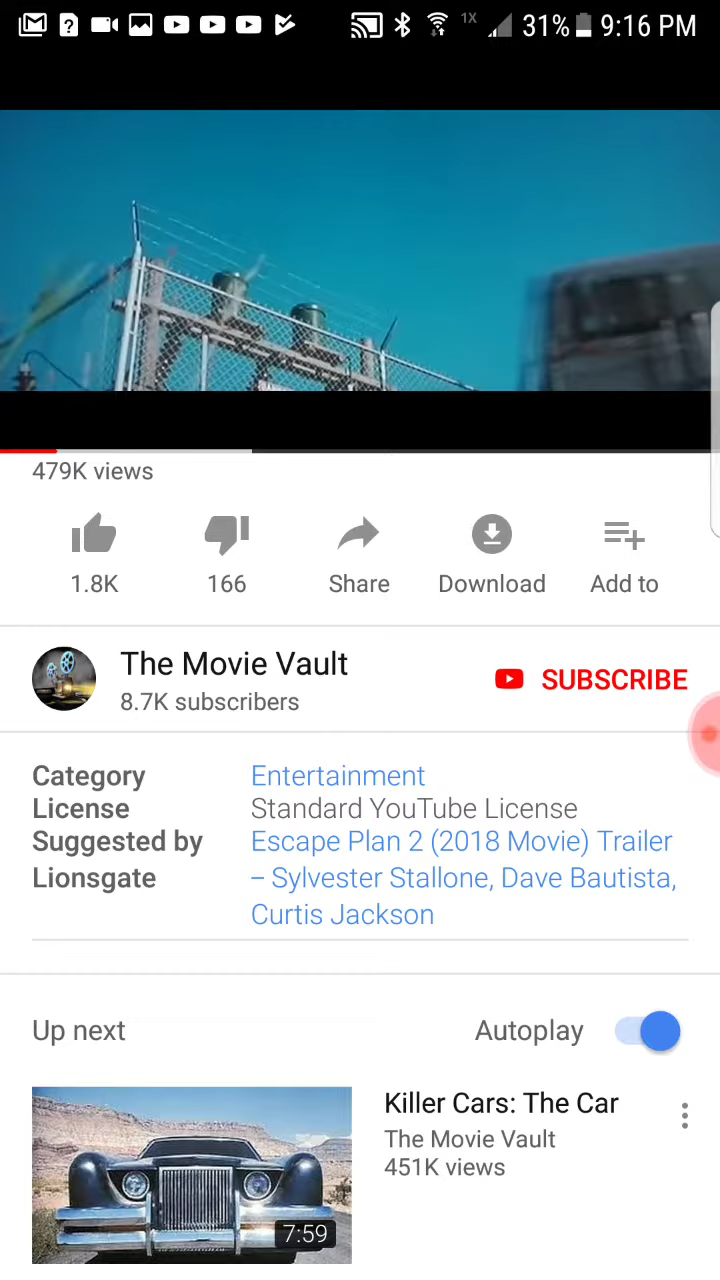 1X 31% 9:16 PM
479K views
1.8K 166 Share Download Add to
The Movie Vault
8.7K subscribers
SUBSCRIBE
Category Entertainment
License Standard YouTube License
Suggested by Escape Plan 2 (2018 Movie) Trailer
Lionsgate – Sylvester Stallone, Dave Bautista,
Curtis Jackson
Up next Autoplay
Killer Cars: The Car
The Movie Vault
451K views
7:59